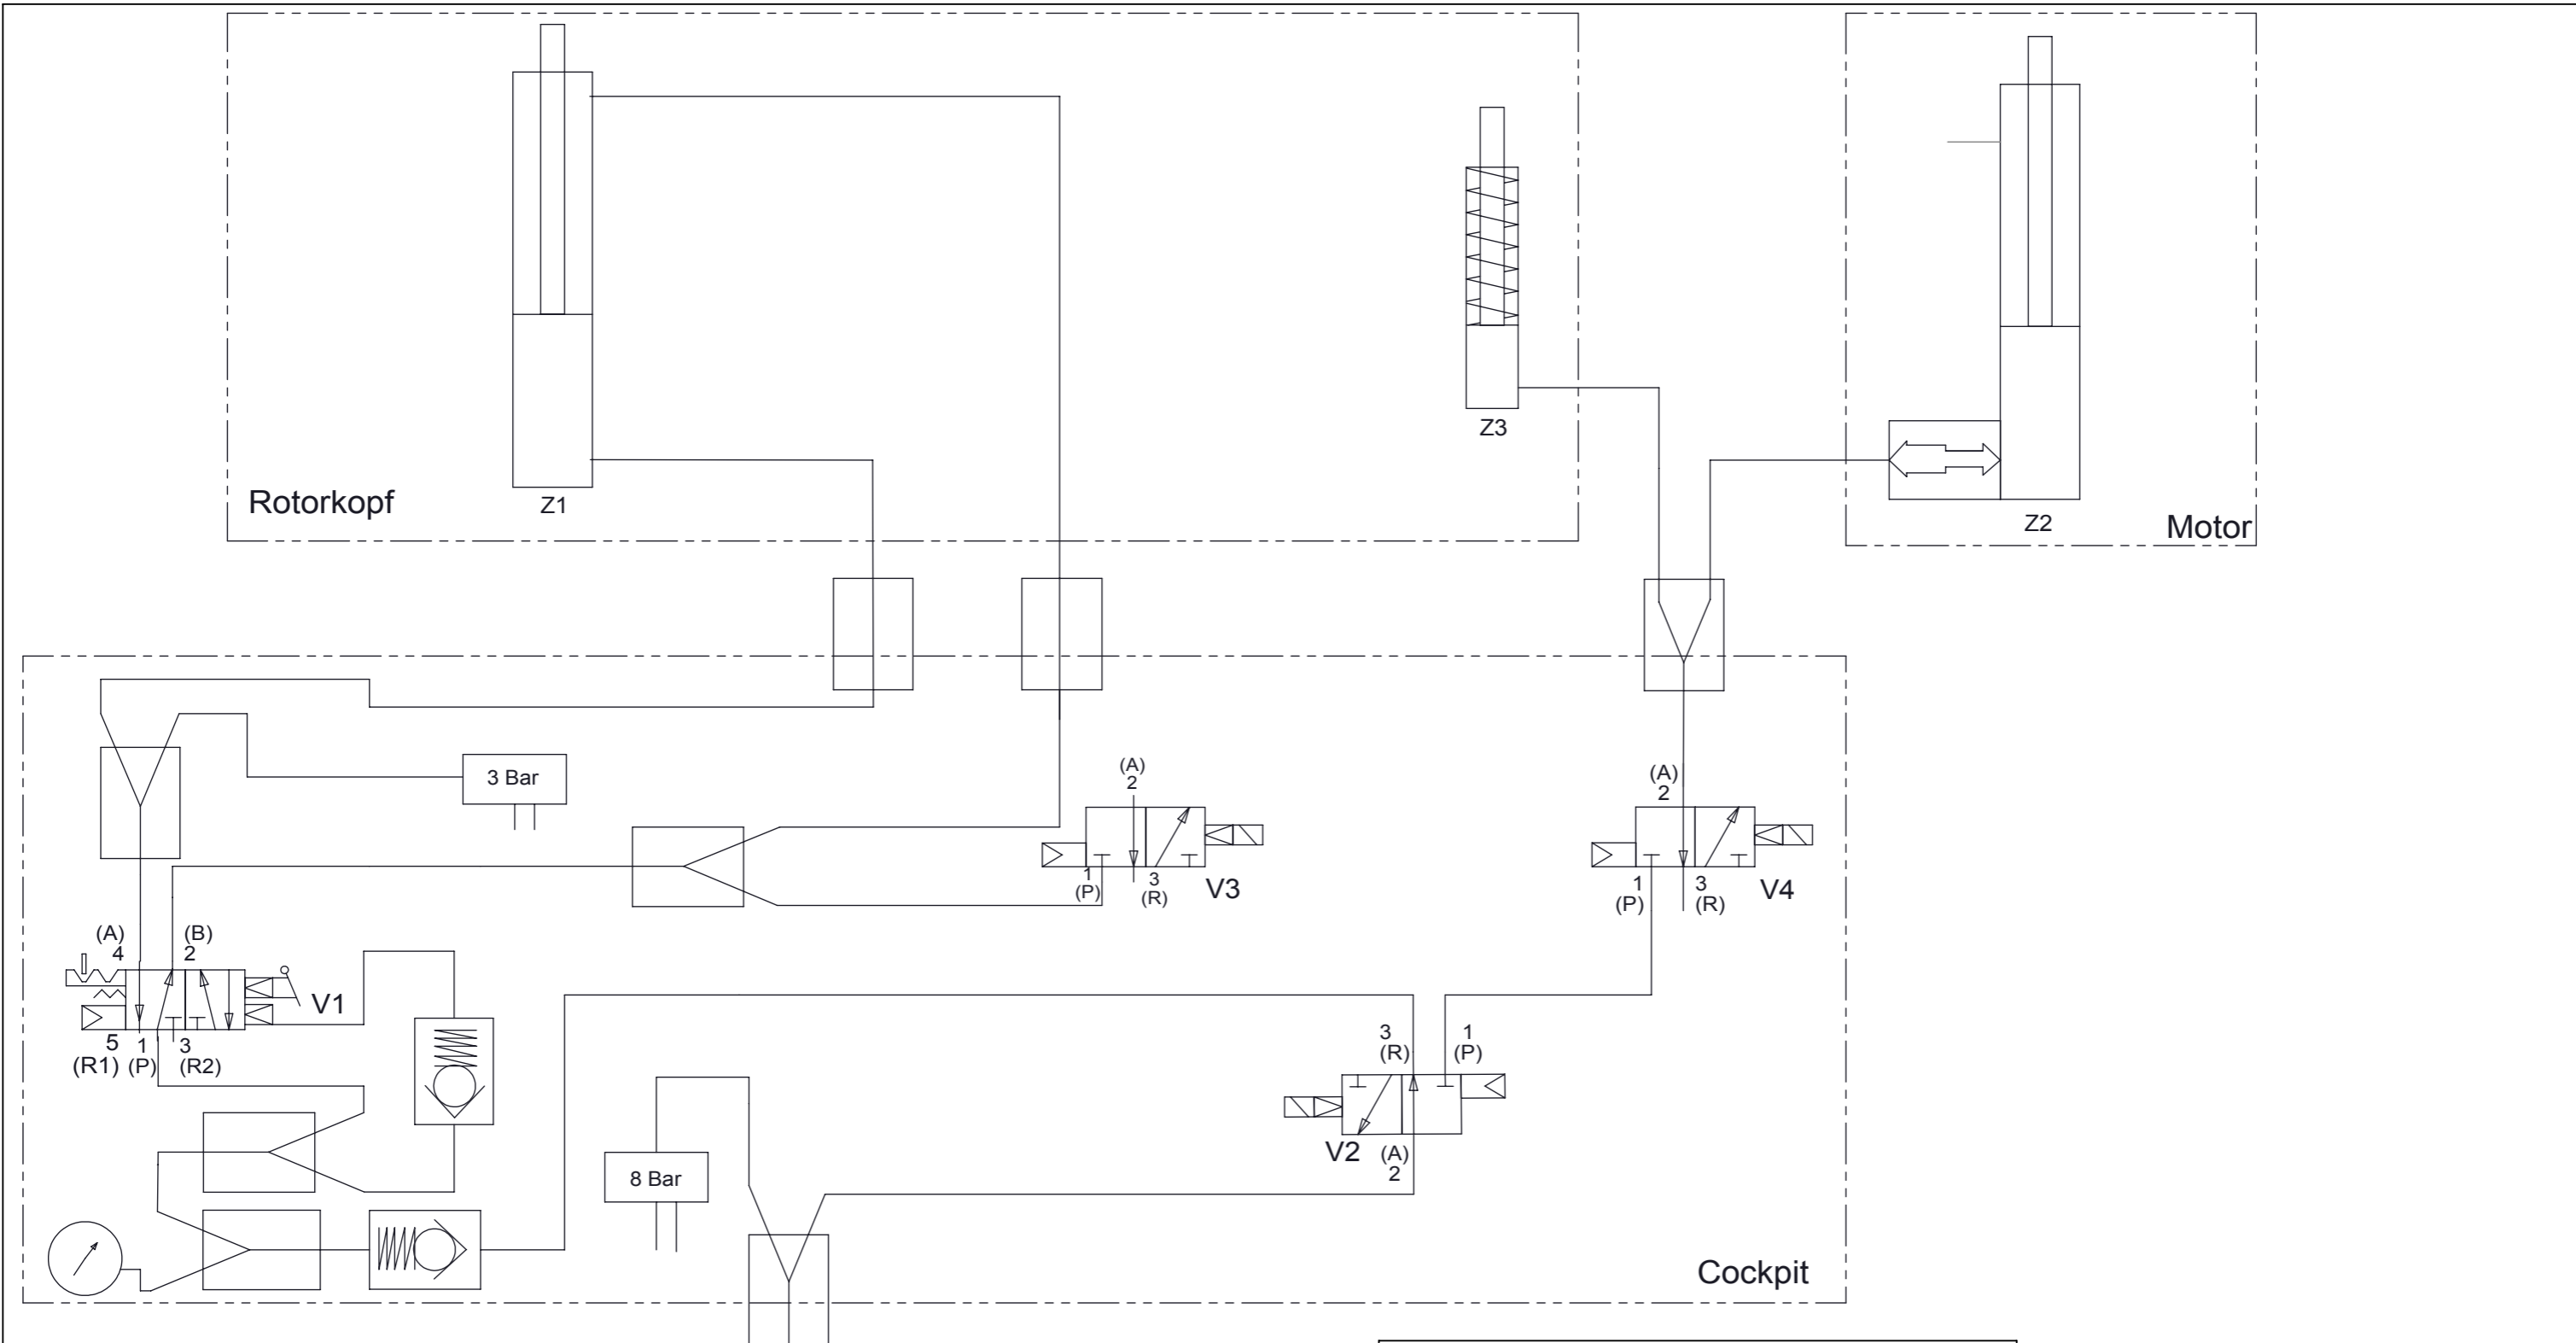 Rotorkopf
Z1
Z3
Z2
Motor
3 Bar
(A)
2
1
(P)
3
(R)
V3
(A)
2
1
(P)
3
(R)
V4
(A)
4
(B)
2
V1
5
(R1)
1
(P)
3
(R2)
3
(R)
1
(P)
V2
(A)
2
8 Bar
Cockpit